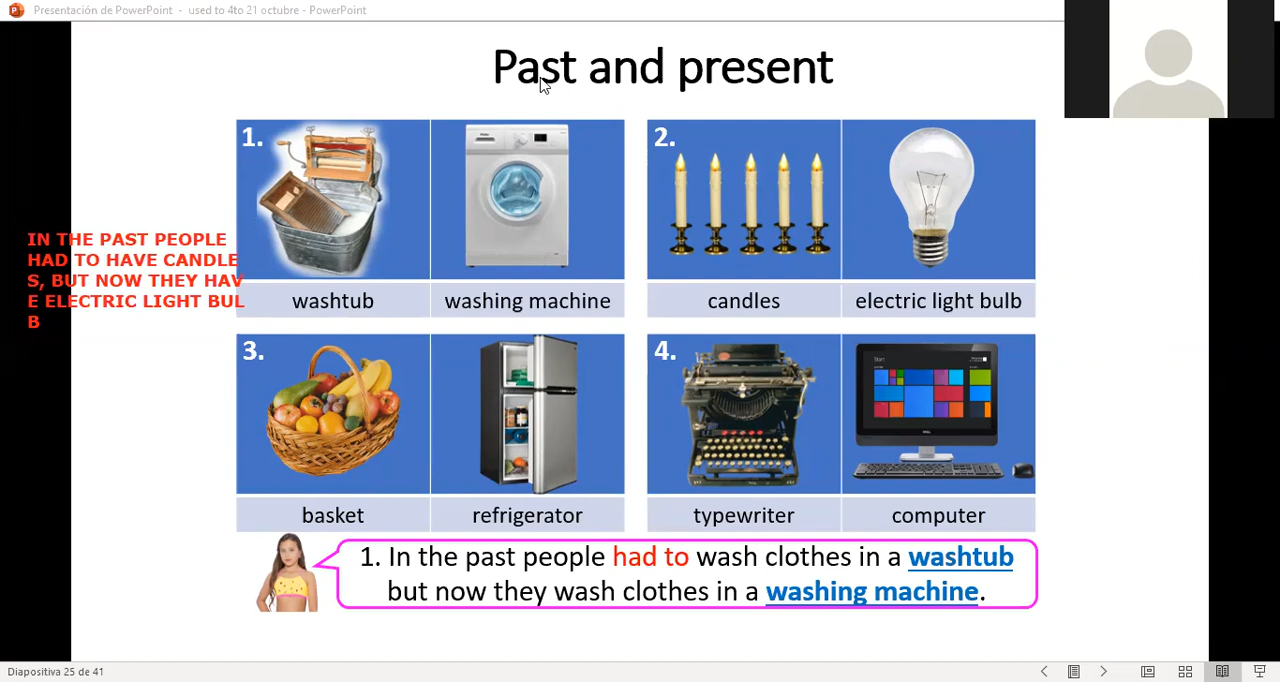 Presentación de PowerPoint - used to 4to 21 octubre - PowerPoint
Past and present
1.
2.
IN THE PAST PEOPLE
HAD TO HAVE CANDLE
S, BUT NOW THEY HAV
E ELECTRIC LIGHT BUL
B
washtub
washing machine
candles
electric light bulb
3.
4.
Start
basket
refrigerator
typewriter
computer
1. In the past people had to wash clothes in a washtub
but now they wash clothes in a washing machine.
Diapositiva 25 de 41